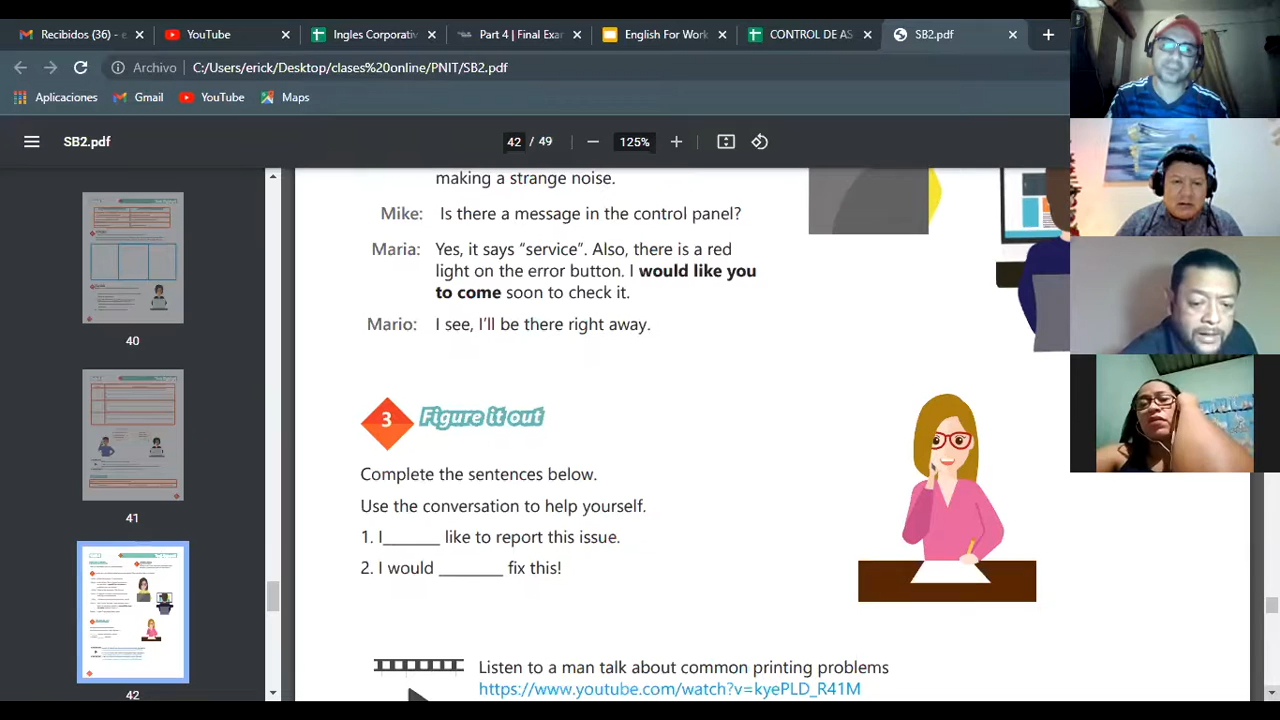 Recibidos (36) - e
YouTube
Ingles Corporativ
Part 4 | Final Exar
English For Work
CONTROL DE AS
SB2.pdf
Archivo
C:/Users/erick/Desktop/clases%20online/PNIT/SB2.pdf
Aplicaciones
Gmail
YouTube
Maps
SB2.pdf
42 / 49
125%
making a strange noise.
Mike: Is there a message in the control panel?
Maria: Yes, it says “service”. Also, there is a red
light on the error button. I would like you
to come soon to check it.
Mario: I see, I’ll be there right away.
3 Figure it out
Complete the sentences below.
Use the conversation to help yourself.
1. I_______ like to report this issue.
2. I would ________ fix this!
Listen to a man talk about common printing problems
https://www.youtube.com/watch?v=kyePLD_R41M
40
41
42